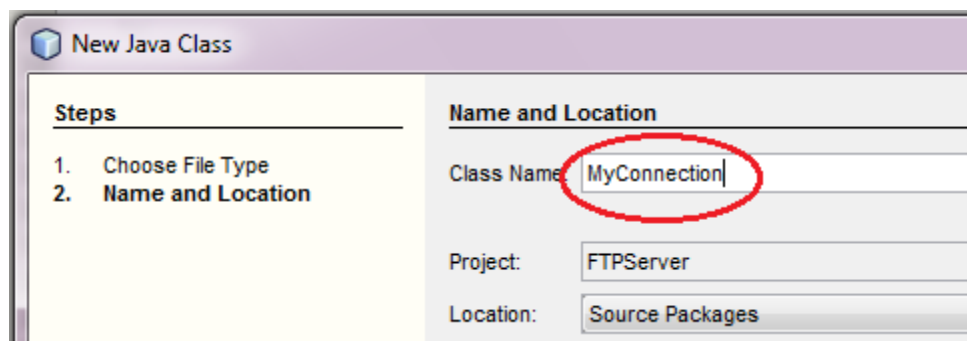 New Java Class
Steps
1. Choose File Type
2. Name and Location
Name and Location
Class Name: MyConnection
Project: FTPServer
Location: Source Packages